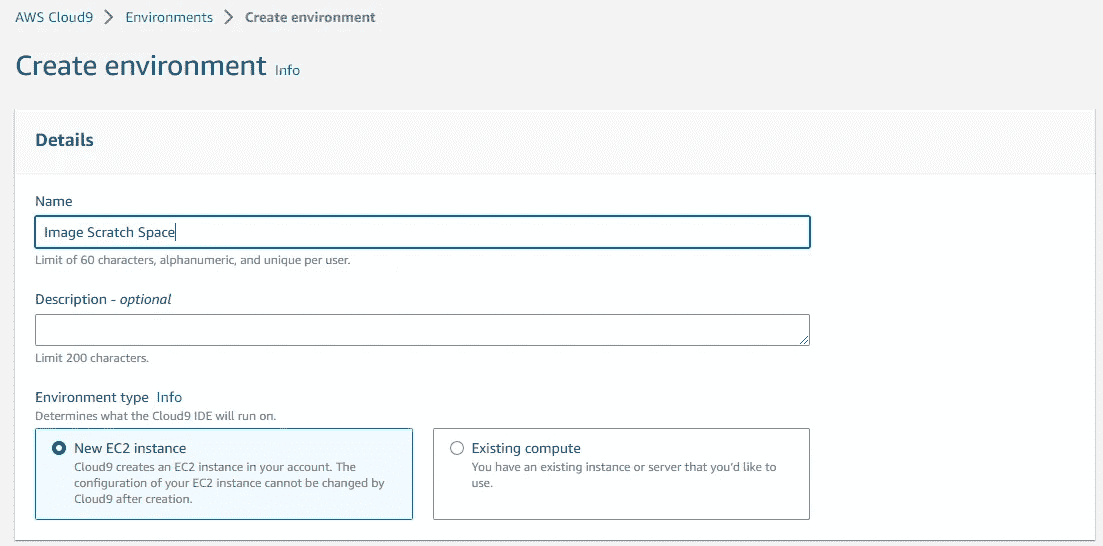 AWS Cloud9 > Environments > Create environment
Create environment Info
Details
Name
Image Scratch Space
Limit of 60 characters, alphanumeric, and unique per user.
Description - optional
Limit 200 characters.
Environment type Info
Determines what the Cloud9 IDE will run on.
New EC2 instance
Cloud9 creates an EC2 instance in your account. The
configuration of your EC2 instance cannot be changed by
Cloud9 after creation.
Existing compute
You have an existing instance or server that you'd like to
use.